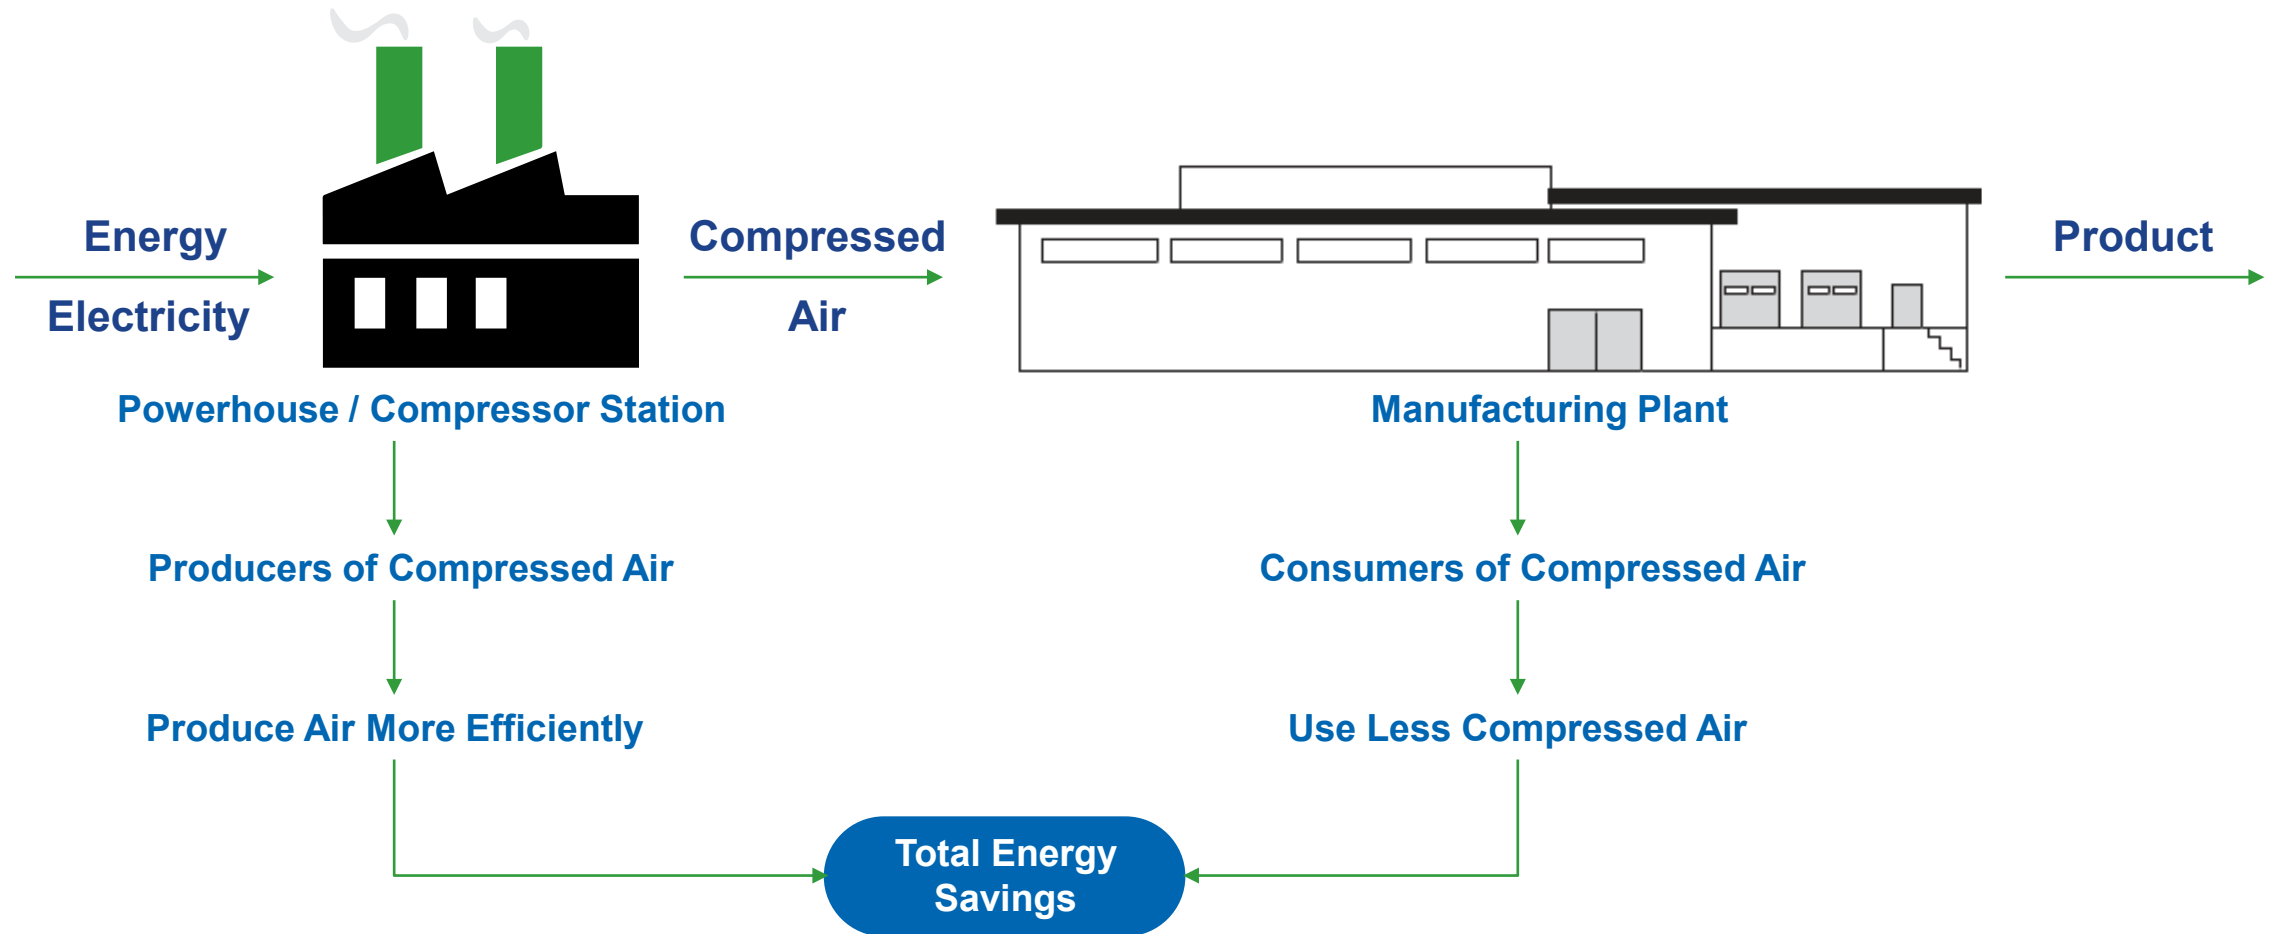 Energy
Electricity
Compressed
Air
Product
Powerhouse / Compressor Station
Manufacturing Plant
Producers of Compressed Air
Consumers of Compressed Air
Produce Air More Efficiently
Use Less Compressed Air
Total Energy
Savings